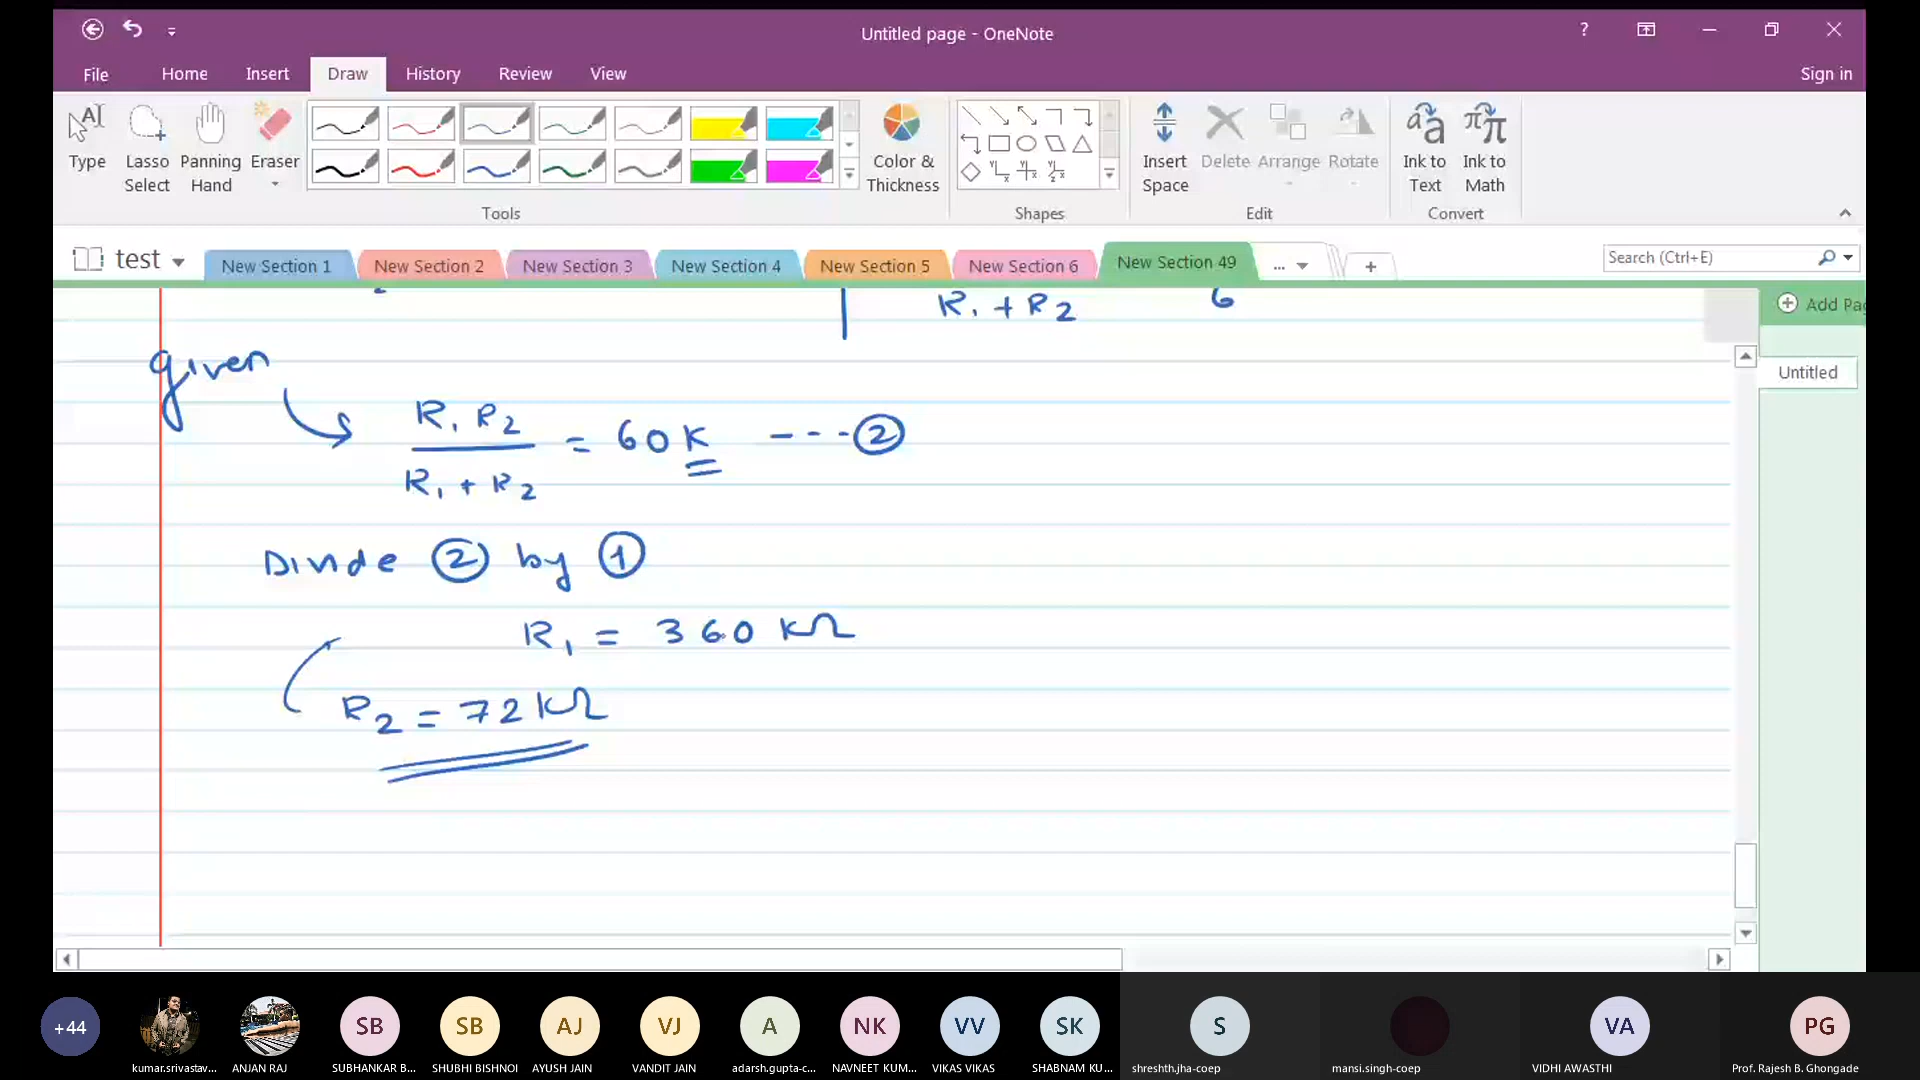 Untitled page - OneNote
?
File Home Insert Draw History Review View
Sign in
Type
Lasso Select
Panning Hand
Eraser
Color & Thickness
Insert Space
Delete
Arrange
Rotate
Ink to Text
Ink to Math
Tools Shapes Edit Convert
test New Section 1 New Section 2 New Section 3 New Section 4 New Section 5 New Section 6 New Section 49 ... +
Search (Ctrl+E)
Add Pag
Untitled
R1 + R2 6
given
R1 R2
= 60 K --- ②
R1 + R2
Divide ② by ①
R1 = 360 KΩ
R2 = 72 KΩ
+44 SB SB AJ VJ A NK VV SK S VA PG
kumar.srivastav... ANJAN RAJ SUBHANKAR B... SHUBHI BISHNOI AYUSH JAIN VANDIT JAIN adarsh.gupta-c... NAVNEET KUM... VIKAS VIKAS SHABNAM KU... shreshth.jha-coep mansi.singh-coep VIDHI AWASTHI Prof. Rajesh B. Ghongade